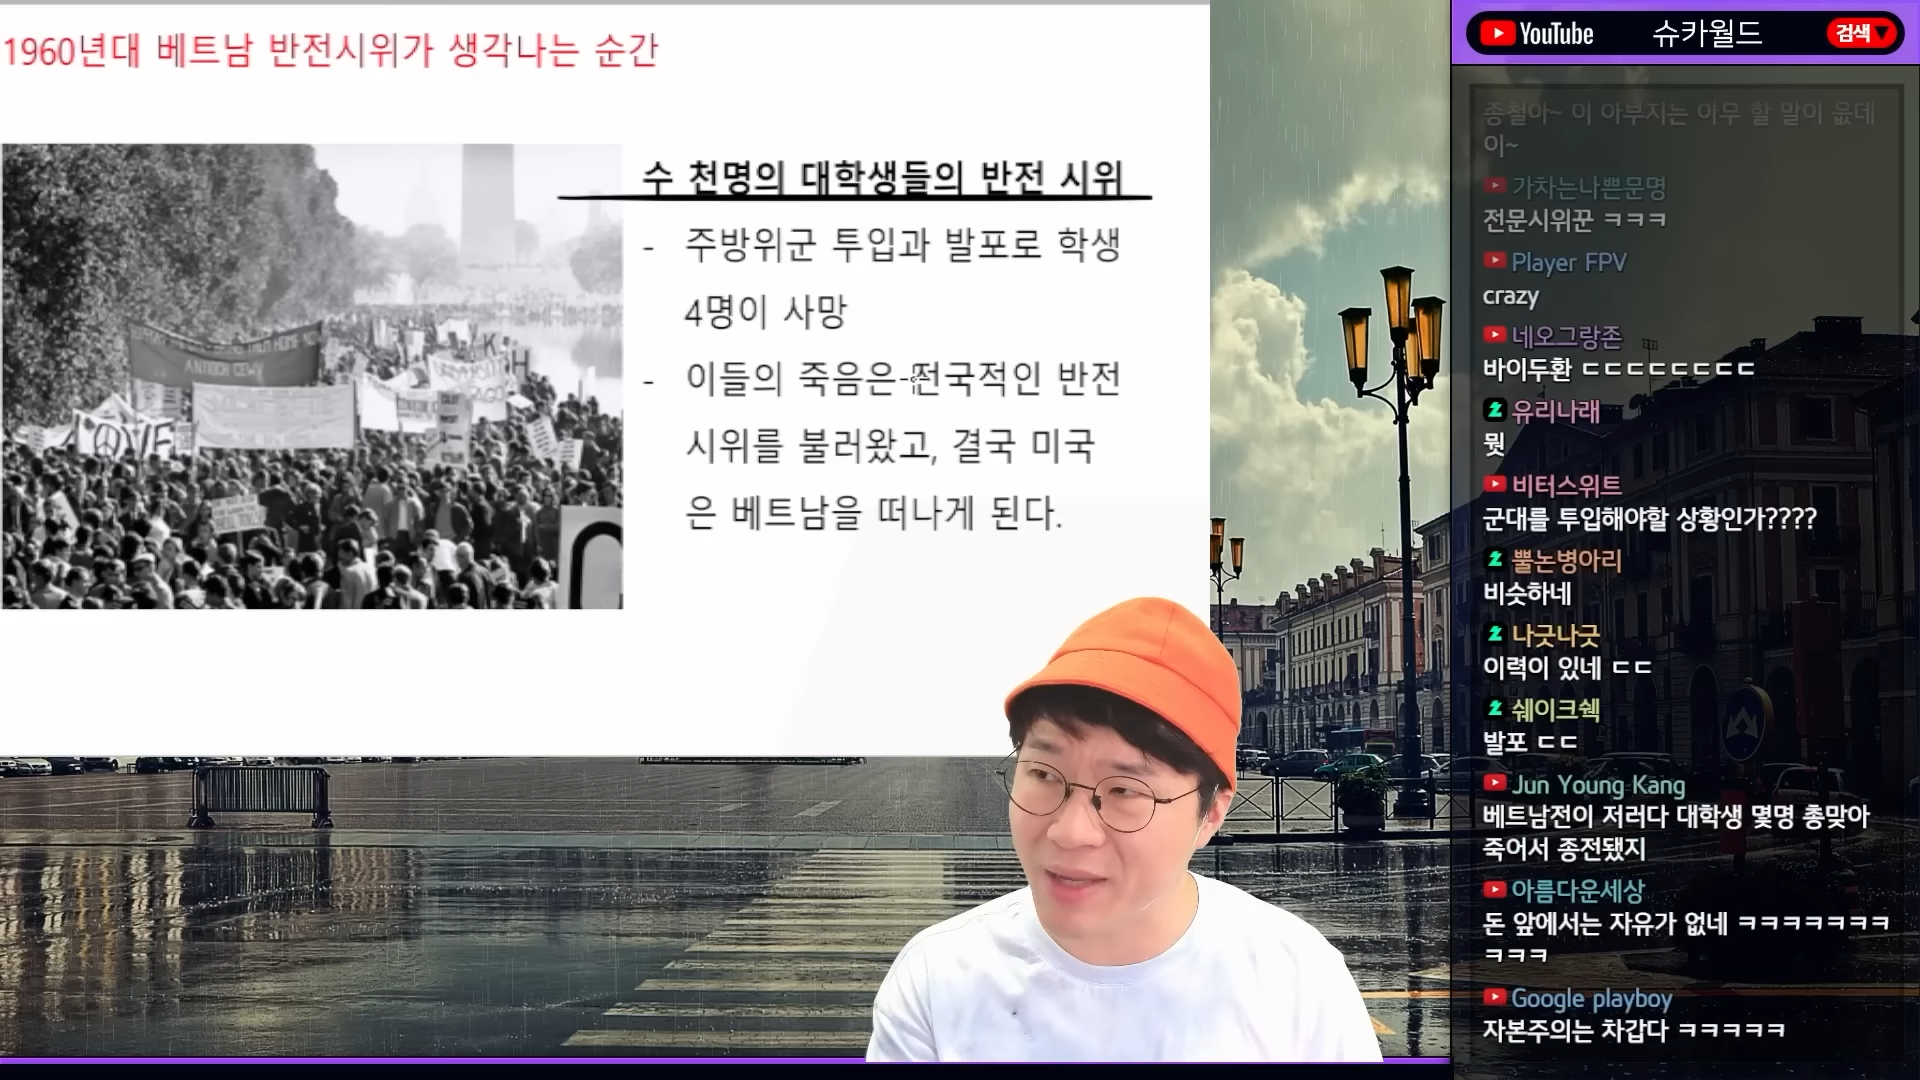 1960년대 베트남 반전시위가 생각나는 순간
수 천명의 대학생들의 반전 시위
- 주방위군 투입과 발포로 학생
4명이 사망
- 이들의 죽음은 전국적인 반전
시위를 불러왔고, 결국 미국
은 베트남을 떠나게 된다.
LOVE
YouTube 슈카월드 검색
종철아~ 이 아부지는 아무 할 말이 읎데
이~
가차는나쁜문명
전문시위꾼 ㅋㅋㅋ
Player FPV
crazy
네오그랑존
바이두환 ㄷㄷㄷㄷㄷㄷㄷㄷ
유리나래
뭣
비터스위트
군대를 투입해야할 상황인가????
뿔논병아리
비슷하네
나긋나긋
이력이 있네 ㄷㄷ
쉐이크쉑
발포 ㄷㄷ
Jun Young Kang
베트남전이 저러다 대학생 몇명 총맞아
죽어서 종전됐지
아름다운세상
돈 앞에서는 자유가 없네 ㅋㅋㅋㅋㅋㅋㅋ
ㅋㅋㅋ
Google playboy
자본주의는 차갑다 ㅋㅋㅋㅋㅋ